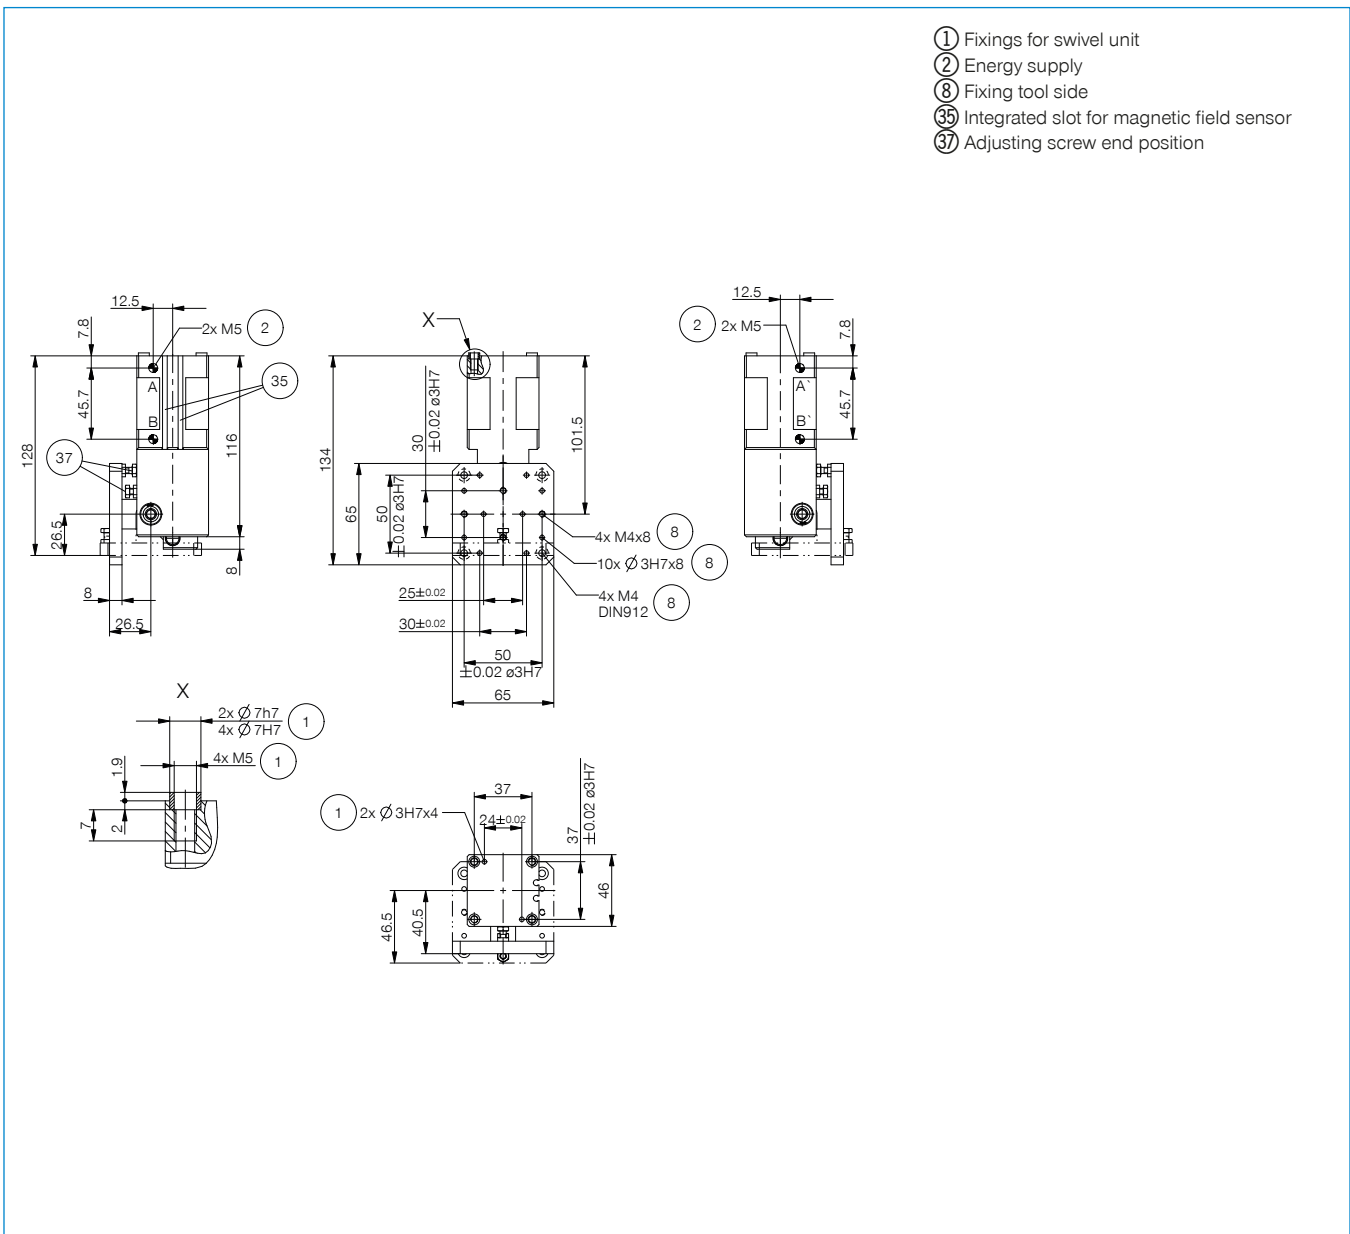 1 Fixings for swivel unit
2 Energy supply
8 Fixing tool side
35 Integrated slot for magnetic field sensor
37 Adjusting screw end position
12.5
7.8
2x M5 2
35
A
B
45.7
128
116
37
26.5
8
8
26.5
X
134
30
±0.02 ø3H7
101.5
65
50
±0.02 ø3H7
4x M4x8 8
10x Ø 3H7x8 8
4x M4 8
DIN912
25±0.02
30±0.02
50
±0.02 ø3H7
65
12.5
2 2x M5
7.8
A`
B`
45.7
X
2x Ø 7h7 1
4x Ø 7H7
4x M5 1
1.9
7
2
1 2x Ø 3H7x4
37
24±0.02
37
±0.02 ø3H7
46
46.5
40.5